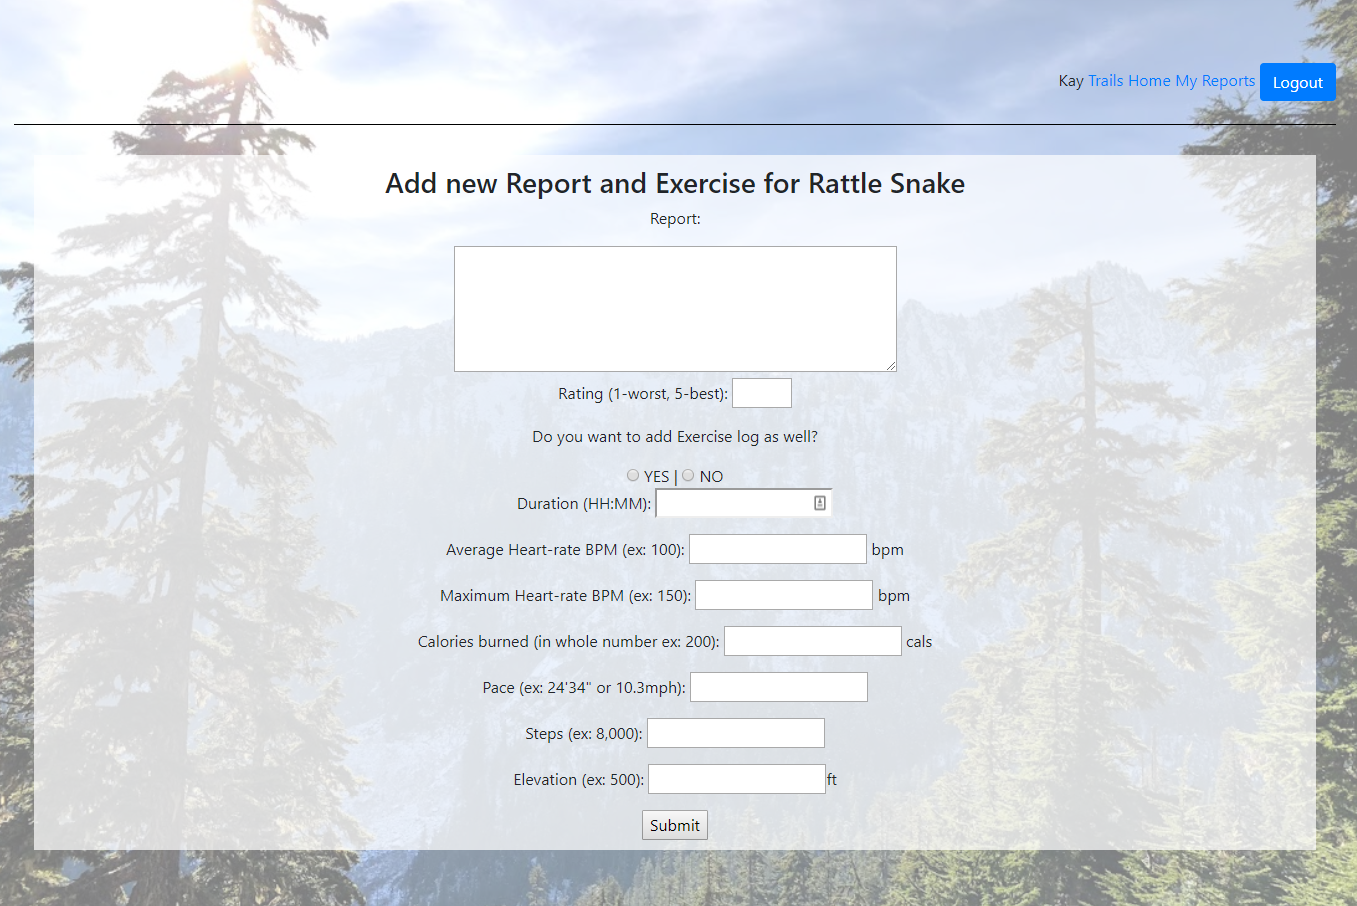 Kay Trails Home My Reports Logout
Add new Report and Exercise for Rattle Snake
Report:
Rating (1-worst, 5-best):
Do you want to add Exercise log as well?
YES | NO
Duration (HH:MM):
Average Heart-rate BPM (ex: 100): bpm
Maximum Heart-rate BPM (ex: 150): bpm
Calories burned (in whole number ex: 200): cals
Pace (ex: 24'34" or 10.3mph):
Steps (ex: 8,000):
Elevation (ex: 500): ft
Submit